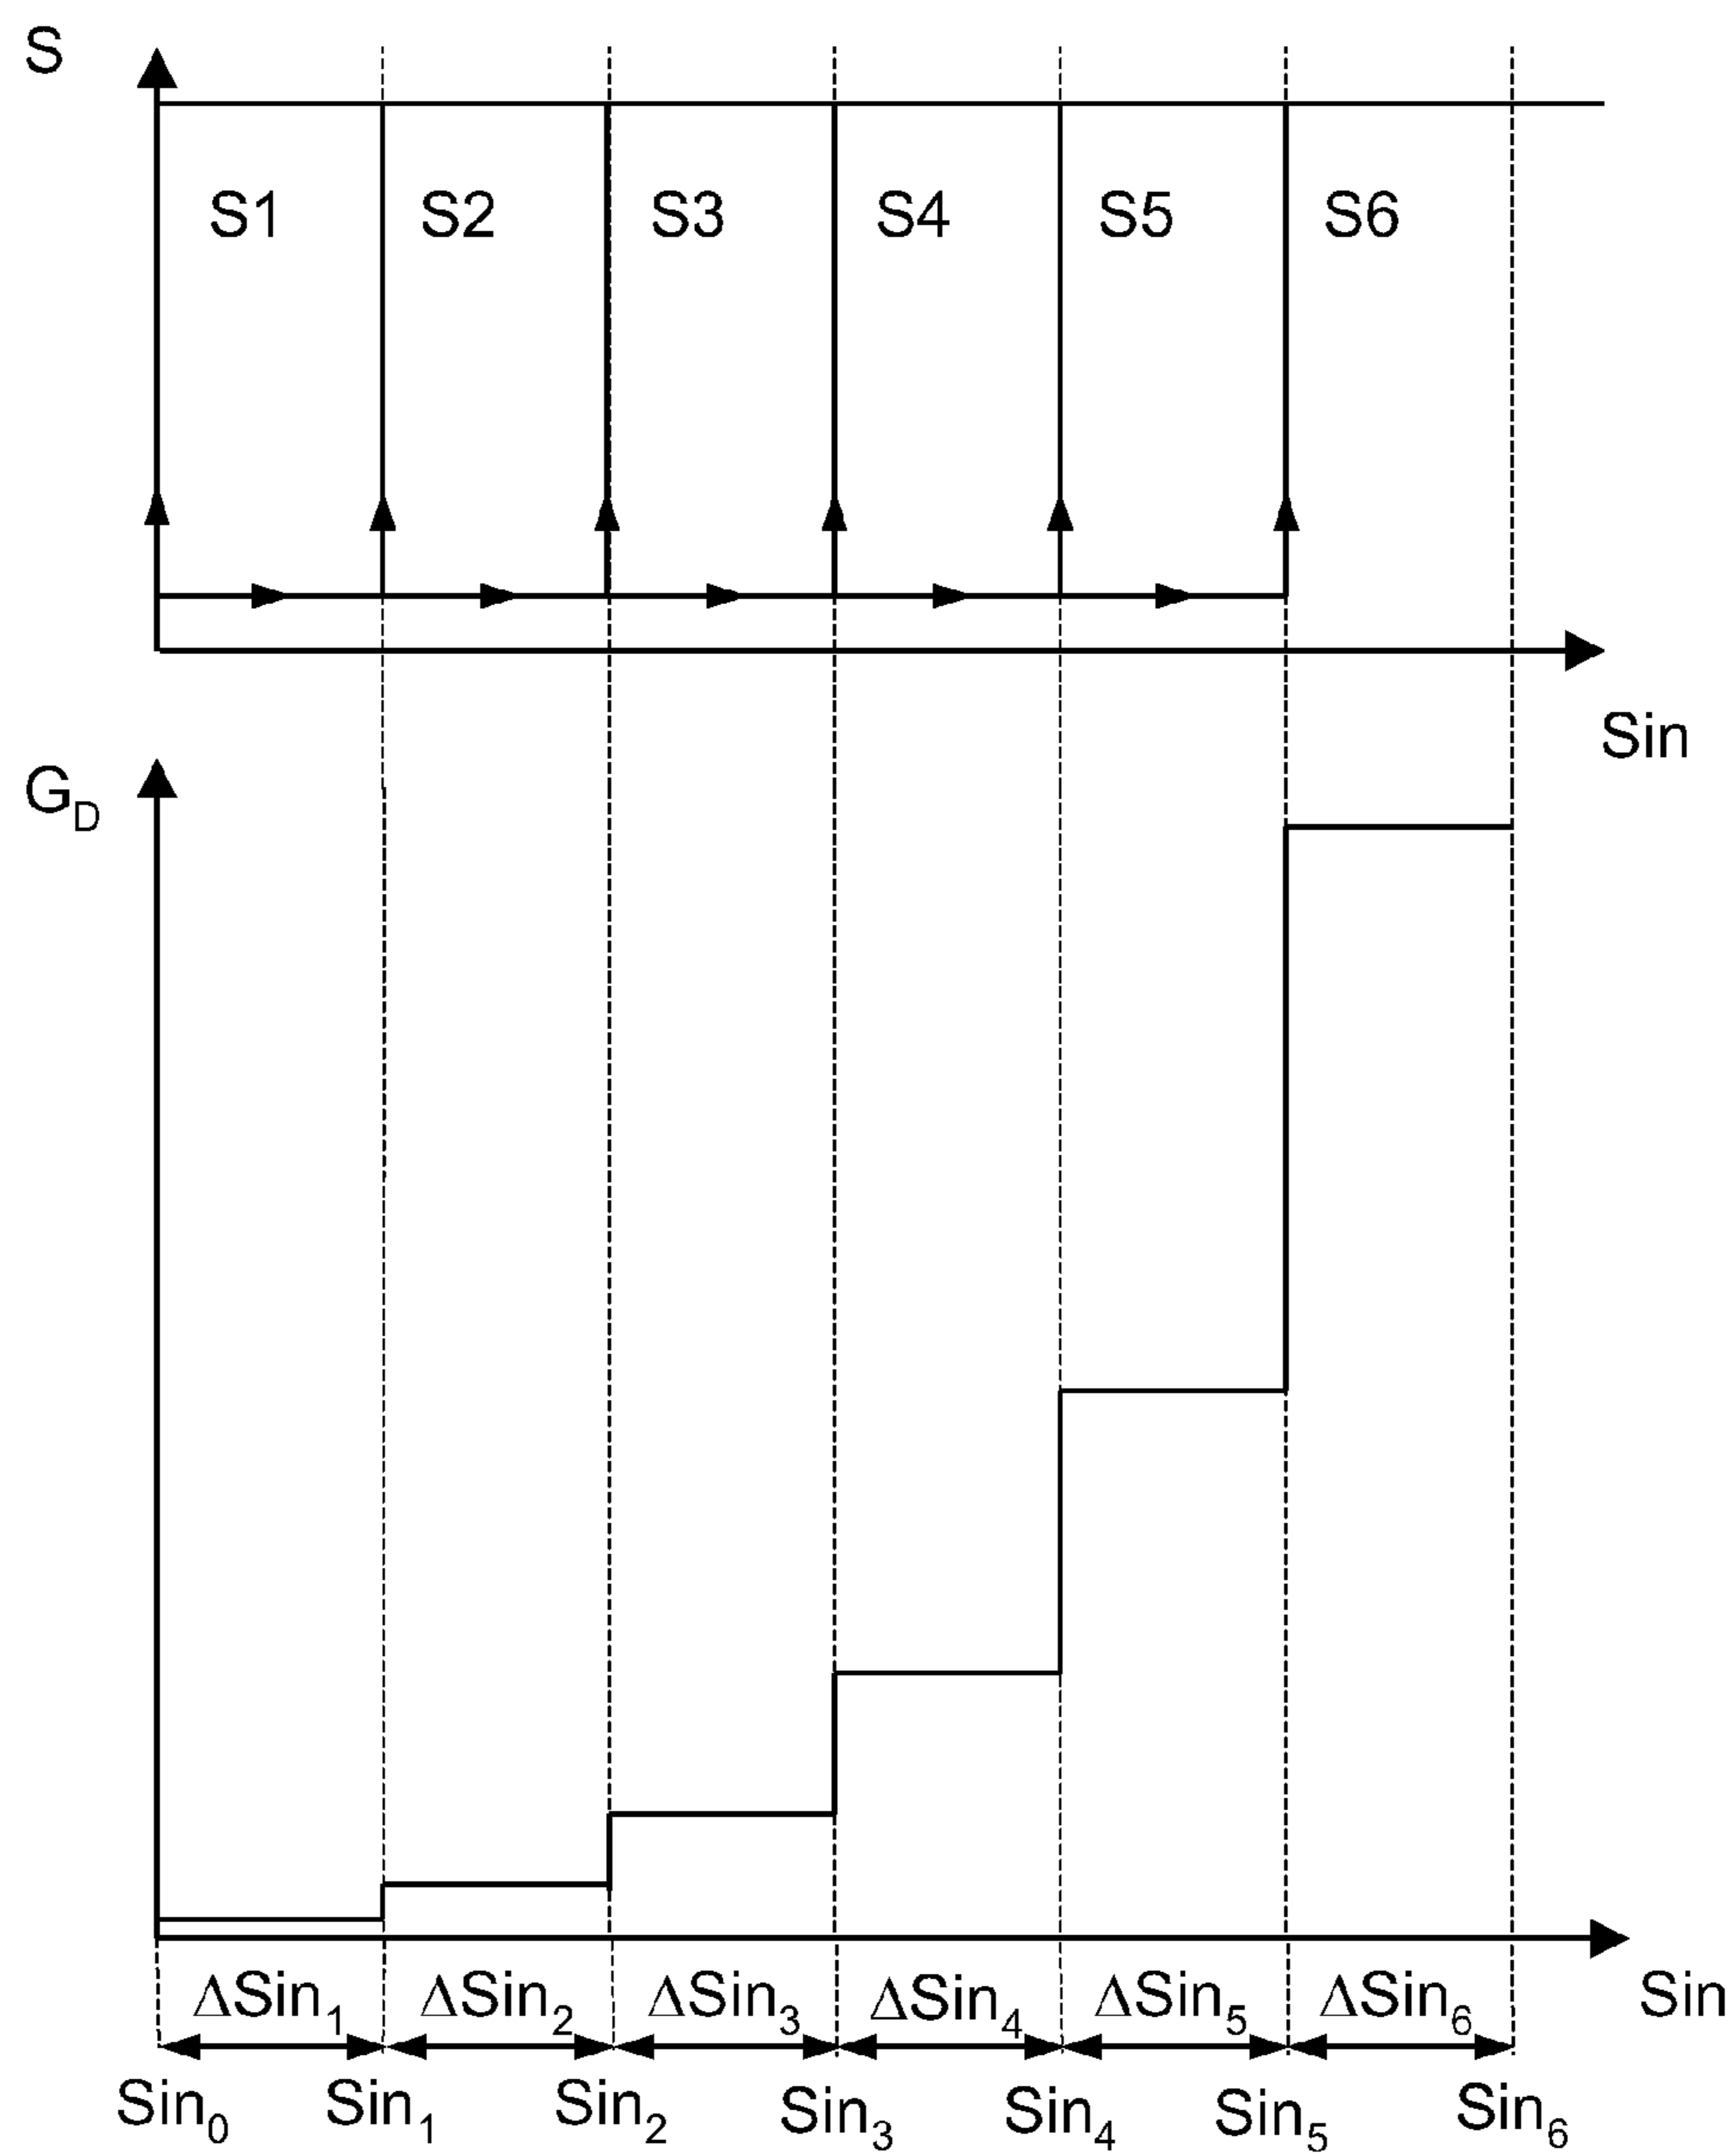 S
S1 S2 S3 S4 S5 S6
Sin
G_D
ΔSin₁ ΔSin₂ ΔSin₃ ΔSin₄ ΔSin₅ ΔSin₆ Sin
Sin₀ Sin₁ Sin₂ Sin₃ Sin₄ Sin₅ Sin₆